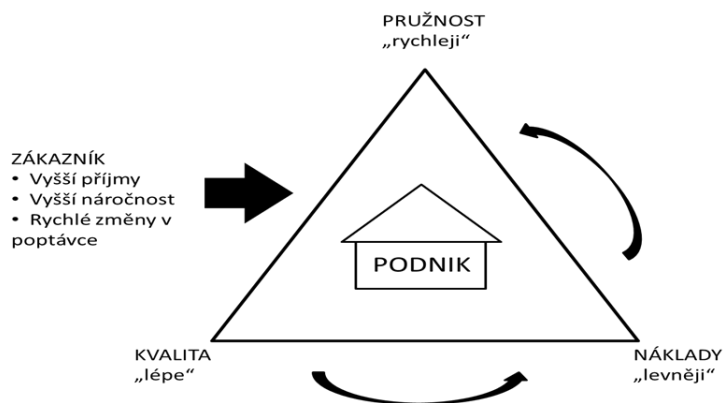 PRUŽNOST
„rychleji“
ZÁKAZNÍK
• Vyšší příjmy
• Vyšší náročnost
• Rychlé změny v
poptávce
PODNIK
KVALITA
„lépe“
NÁKLADY
„levněji“